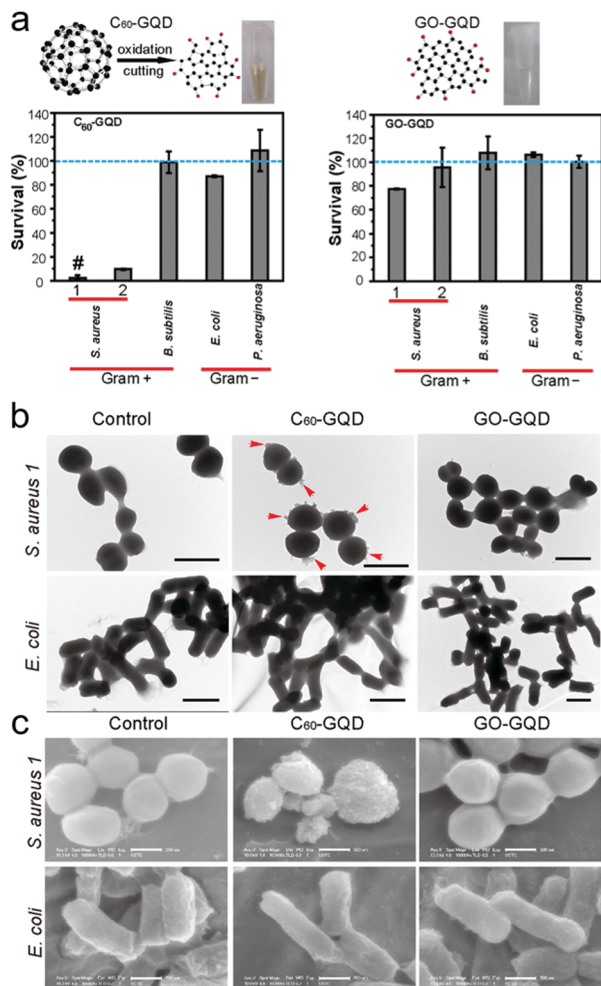 a
C60-GQD
GO-GQD
oxidation
cutting
C60-GQD
GO-GQD
Survival (%)
140
120
100
80
60
40
20
0
#
1
2
S. aureus
B. subtilis
E. coli
P. aeruginosa
Gram +
Gram −
Survival (%)
140
120
100
80
60
40
20
0
1
2
S. aureus
B. subtilis
E. coli
P. aeruginosa
Gram +
Gram −
b
Control
C60-GQD
GO-GQD
S. aureus 1
E. coli
c
Control
C60-GQD
GO-GQD
S. aureus 1
E. coli